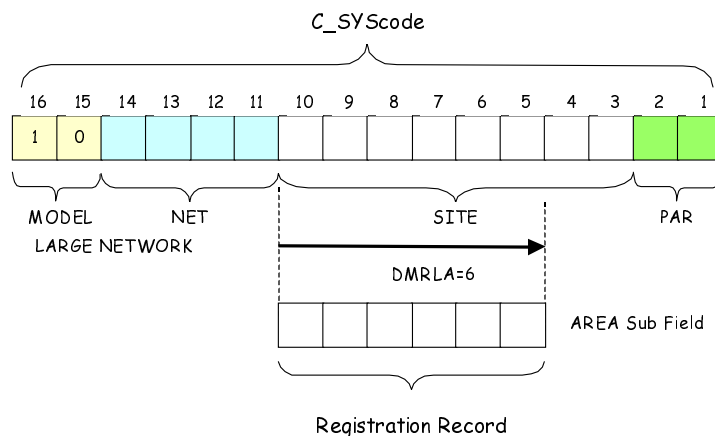 C_SYScode
16 15 14 13 12 11 10 9 8 7 6 5 4 3 2 1
1 0
MODEL NET SITE PAR
LARGE NETWORK
DMRLA=6
AREA Sub Field
Registration Record